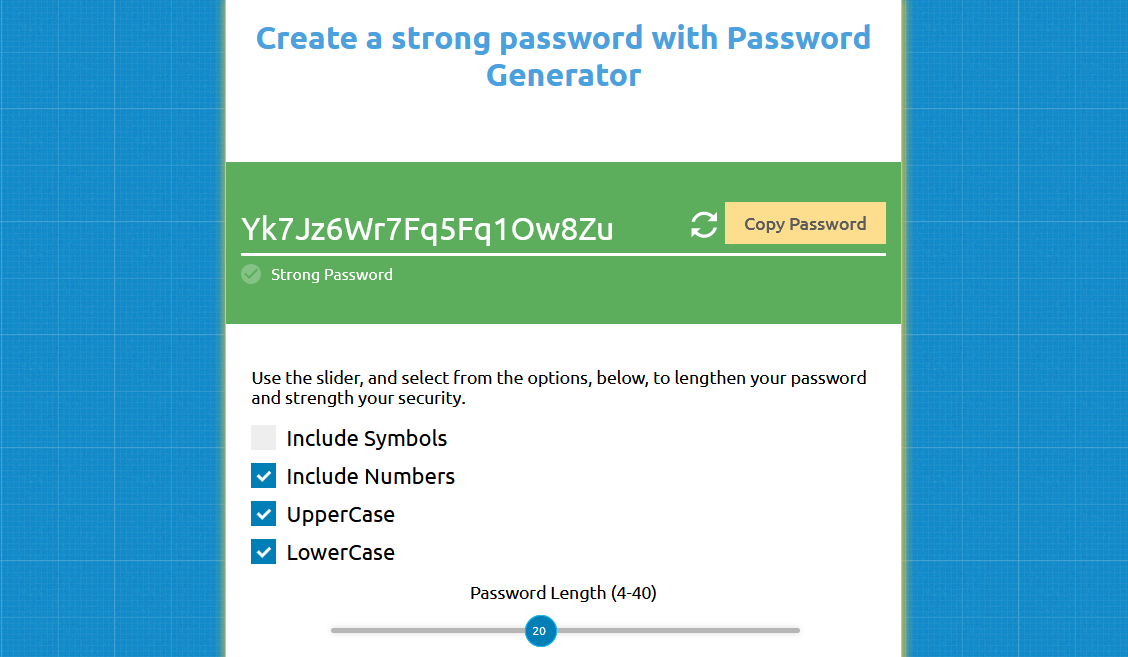 Create a strong password with Password
Generator
Yk7Jz6Wr7Fq5Fq1Ow8Zu
Copy Password
Strong Password
Use the slider, and select from the options, below, to lengthen your password
and strength your security.
Include Symbols
Include Numbers
UpperCase
LowerCase
Password Length (4-40)
20